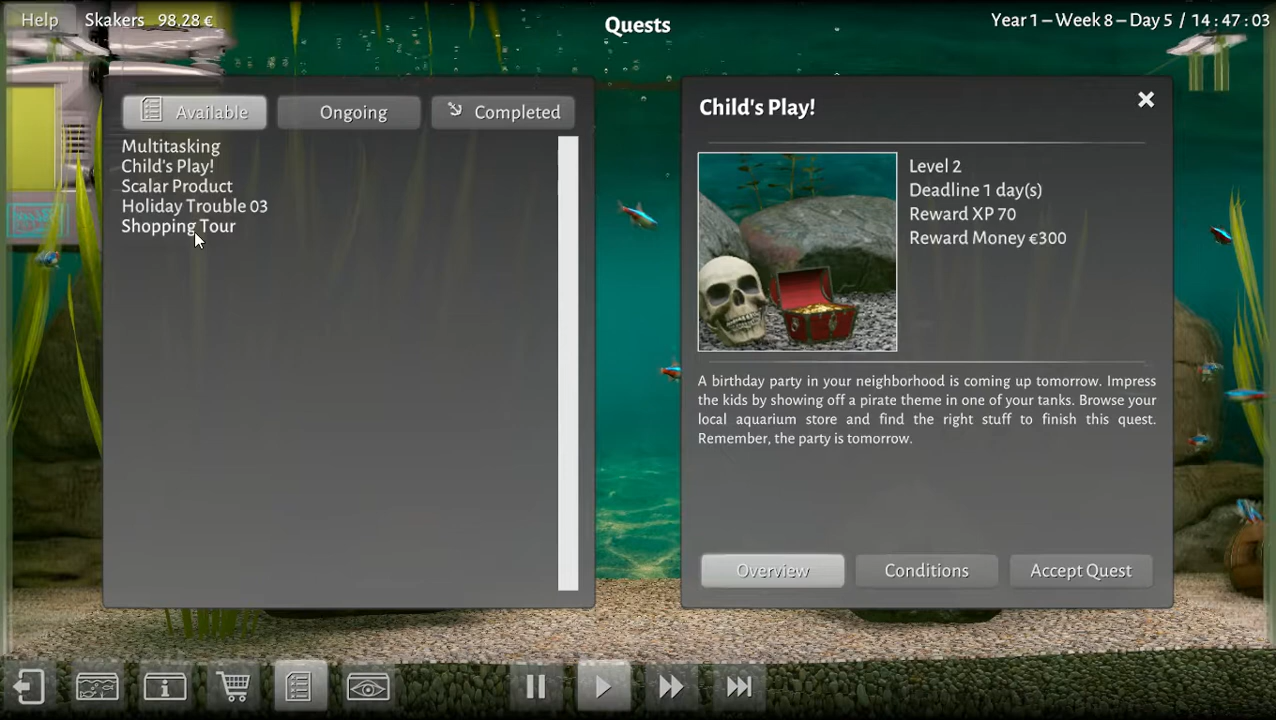 Help Skakers 98.28 € Quests Year 1 – Week 8 – Day 5 / 14:47:03
Available Ongoing Completed
Multitasking
Child's Play!
Scalar Product
Holiday Trouble 03
Shopping Tour
Child's Play!
Level 2
Deadline 1 day(s)
Reward XP 70
Reward Money €300
A birthday party in your neighborhood is coming up tomorrow. Impress
the kids by showing off a pirate theme in one of your tanks. Browse your
local aquarium store and find the right stuff to finish this quest.
Remember, the party is tomorrow.
Overview Conditions Accept Quest